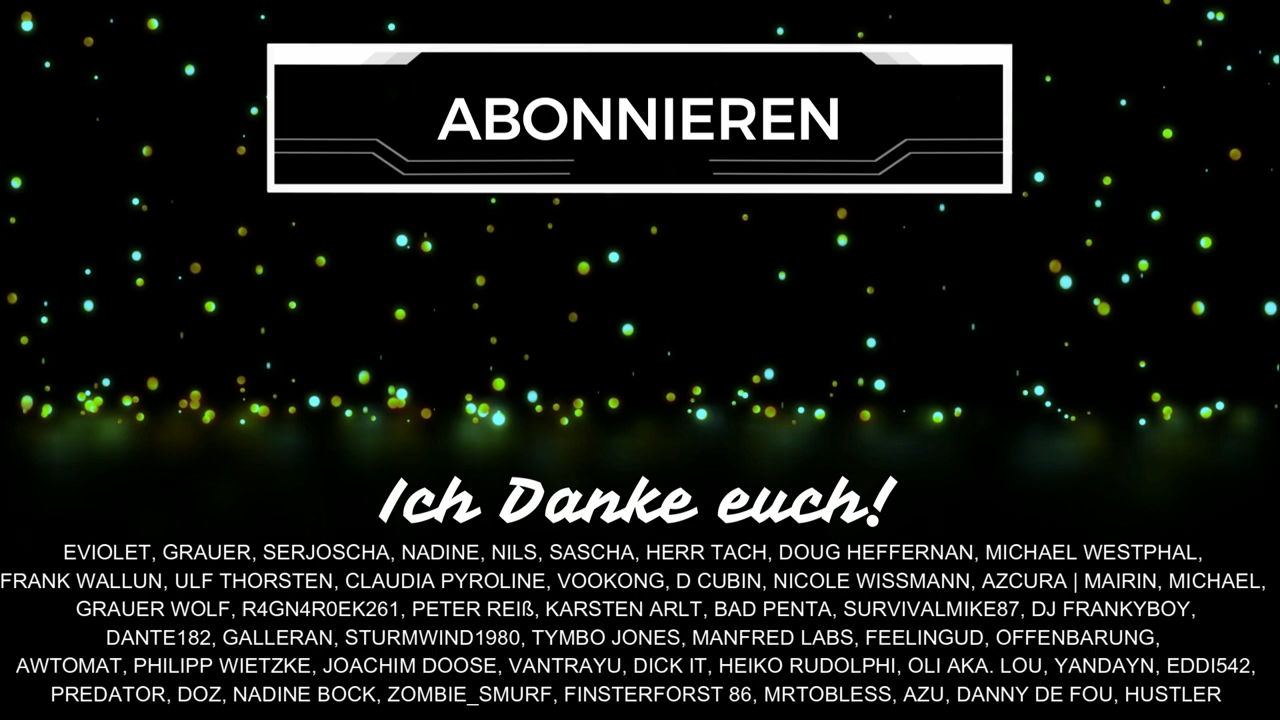 ABONNIEREN
Ich Danke euch!
EVIOLET, GRAUER, SERJOSCHA, NADINE, NILS, SASCHA, HERR TACH, DOUG HEFFERNAN, MICHAEL WESTPHAL,
FRANK WALLUN, ULF THORSTEN, CLAUDIA PYROLINE, VOOKONG, D CUBIN, NICOLE WISSMANN, AZCURA | MAIRIN, MICHAEL,
GRAUER WOLF, R4GN4R0EK261, PETER REIß, KARSTEN ARLT, BAD PENTA, SURVIVALMIKE87, DJ FRANKYBOY,
DANTE182, GALLERAN, STURMWIND1980, TYMBO JONES, MANFRED LABS, FEELINGUD, OFFENBARUNG,
AWTOMAT, PHILIPP WIETZKE, JOACHIM DOOSE, VANTRAYU, DICK IT, HEIKO RUDOLPHI, OLI AKA. LOU, YANDAYN, EDDI542,
PREDATOR, DOZ, NADINE BOCK, ZOMBIE_SMURF, FINSTERFORST 86, MRTOBLESS, AZU, DANNY DE FOU, HUSTLER